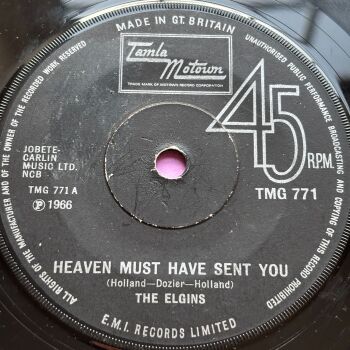 MADE IN GT. BRITAIN
Tamla
Motown
TRADE MARK OF MOTOWN RECORD CORPORATION
45
R.P.M.
TMG 771
JOBETE-
CARLIN
MUSIC LTD.
NCB
TMG 771 A
℗ 1966
HEAVEN MUST HAVE SENT YOU
(Holland—Dozier—Holland)
THE ELGINS
E.M.I. RECORDS LIMITED
ALL RIGHTS OF THE MANUFACTURER AND OF THE OWNER OF THE RECORDED WORK RESERVED
UNAUTHORISED PUBLIC PERFORMANCE BROADCASTING AND COPYING OF THIS RECORD PROHIBITED